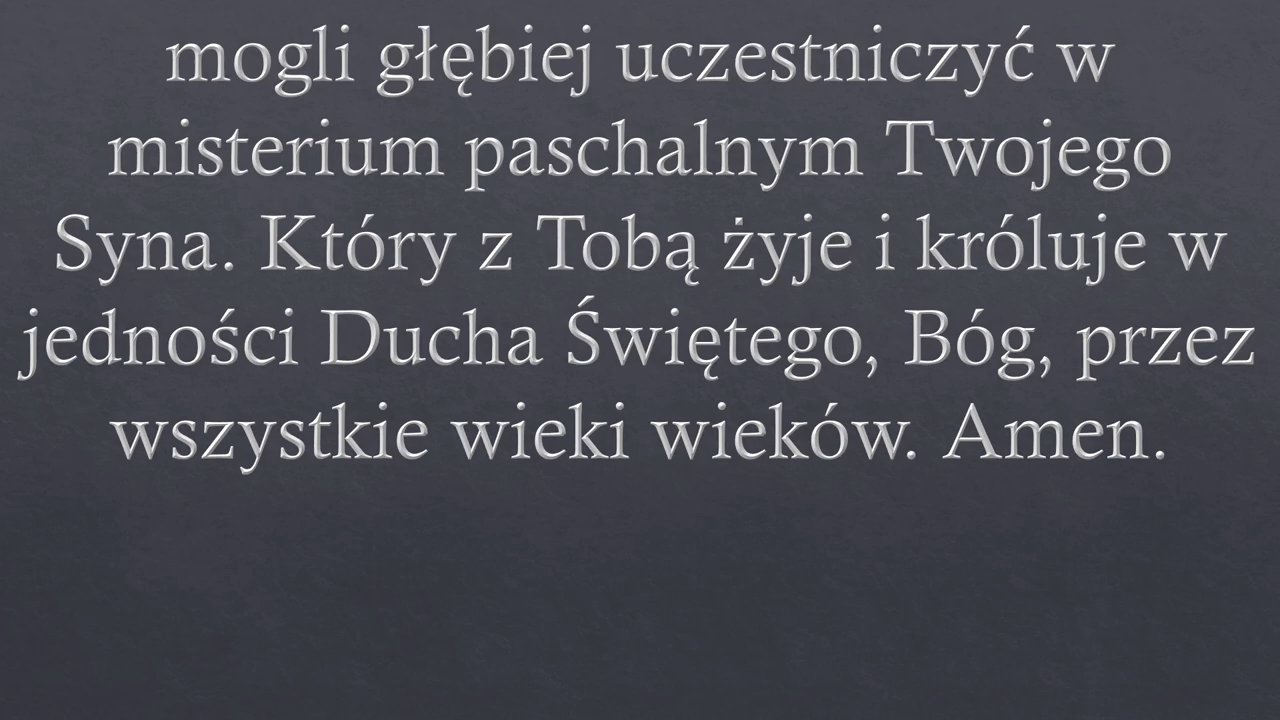 mogli głębiej uczestniczyć w
misterium paschalnym Twojego
Syna. Który z Tobą żyje i króluje w
jedności Ducha Świętego, Bóg, przez
wszystkie wieki wieków. Amen.